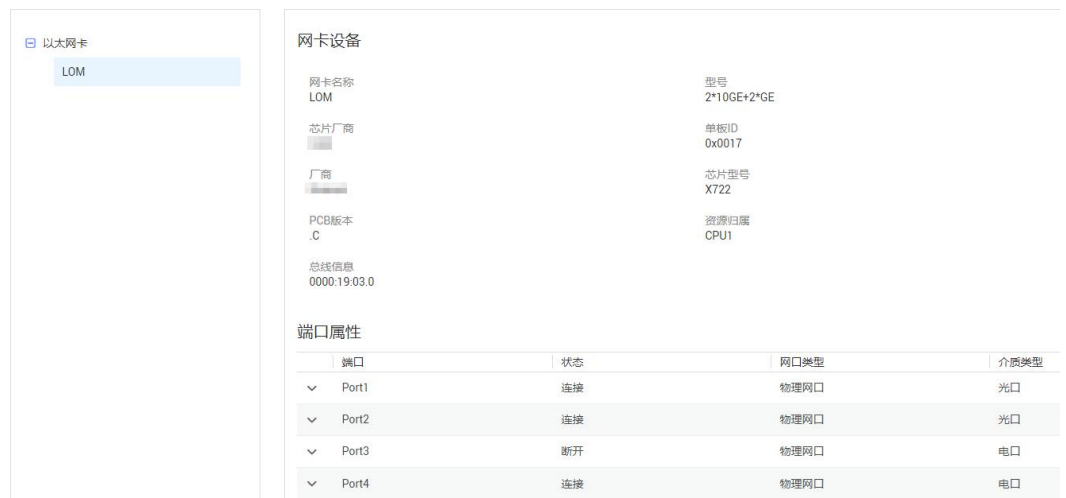 以太网卡
LOM
网卡设备
网卡名称
LOM
型号
2*10GE+2*GE
芯片厂商
单板ID
0x0017
厂商
芯片型号
X722
PCB版本
.C
资源归属
CPU1
总线信息
0000:19:03.0
端口属性
端口 状态 网口类型 介质类型
Port1 连接 物理网口 光口
Port2 连接 物理网口 光口
Port3 断开 物理网口 电口
Port4 连接 物理网口 电口